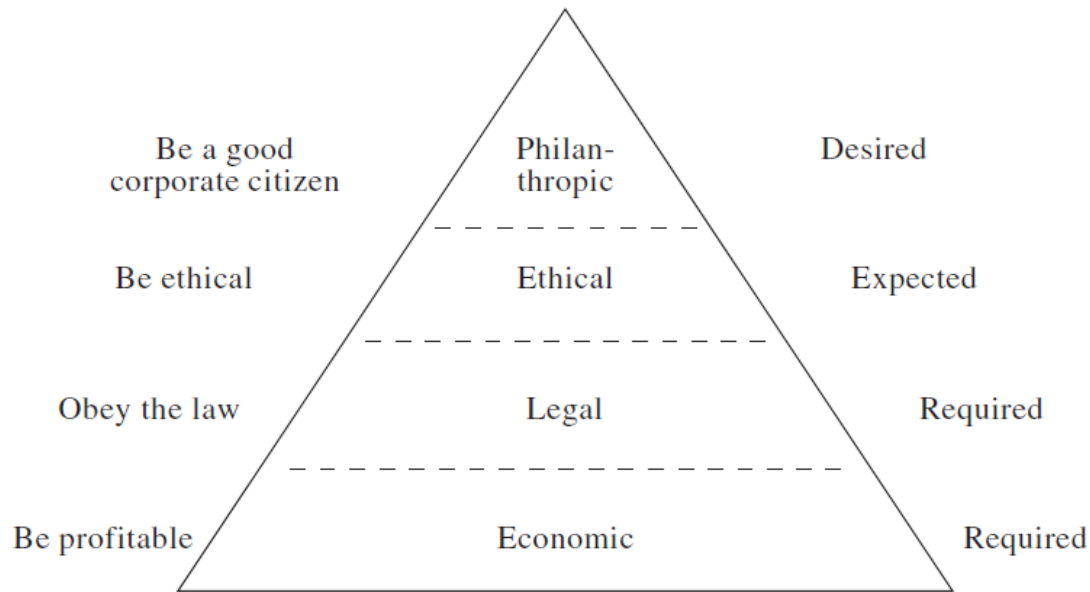 Be a good
corporate citizen
Philan-
thropic
Desired
Be ethical
Ethical
Expected
Obey the law
Legal
Required
Be profitable
Economic
Required